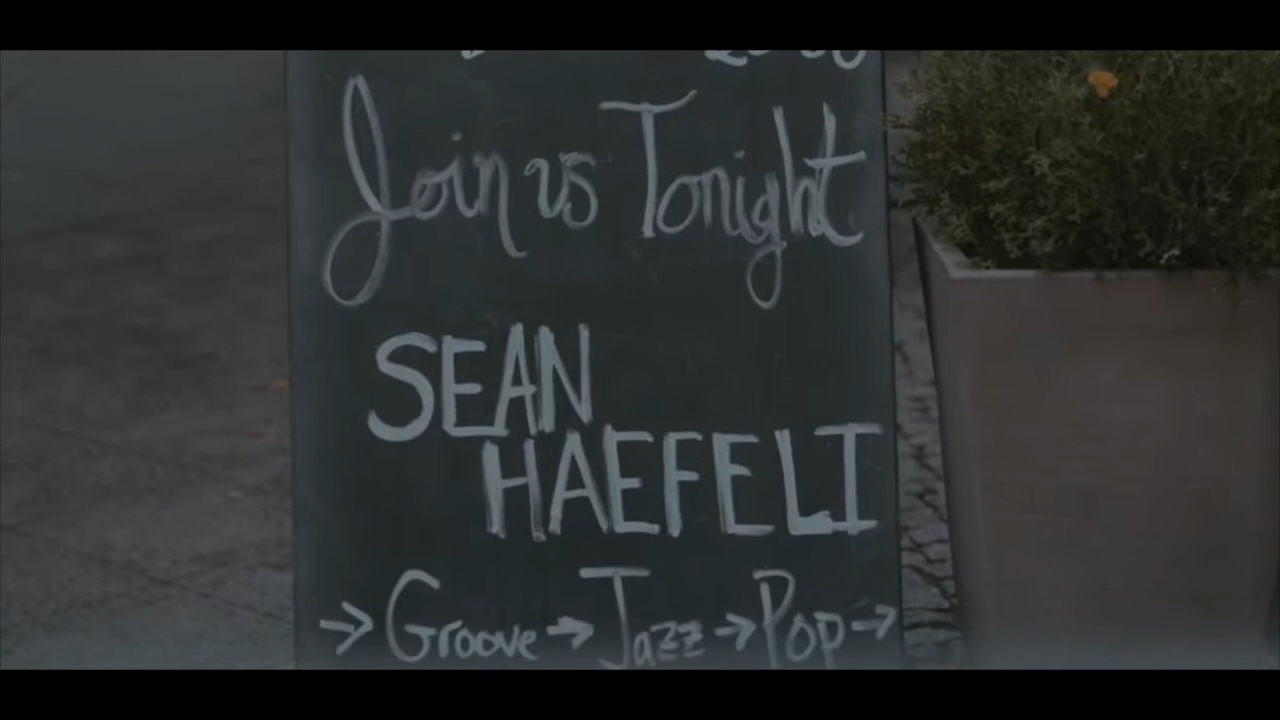 Join us Tonight
SEAN
HAEFELI
→ Groove → Jazz → Pop →